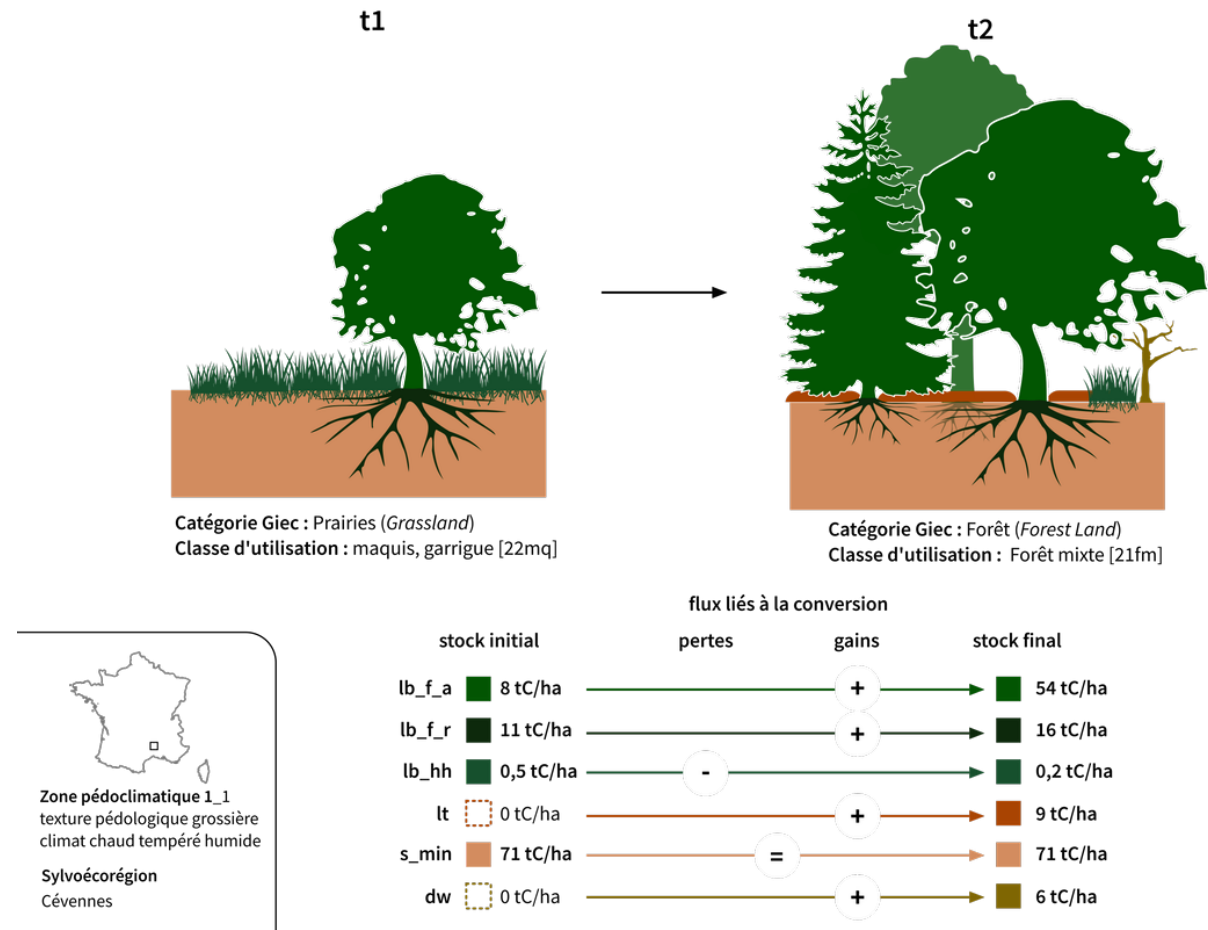 t1
t2
Catégorie Giec : Prairies (Grassland)
Classe d'utilisation : maquis, garrigue [22mq]
Catégorie Giec : Forêt (Forest Land)
Classe d'utilisation : Forêt mixte [21fm]
flux liés à la conversion
stock initial pertes gains stock final
lb_f_a 8 tC/ha + 54 tC/ha
lb_f_r 11 tC/ha + 16 tC/ha
lb_hh 0,5 tC/ha - 0,2 tC/ha
lt 0 tC/ha + 9 tC/ha
s_min 71 tC/ha = 71 tC/ha
dw 0 tC/ha + 6 tC/ha
Zone pédoclimatique 1_1
texture pédologique grossière
climat chaud tempéré humide
Sylvoécorégion
Cévennes